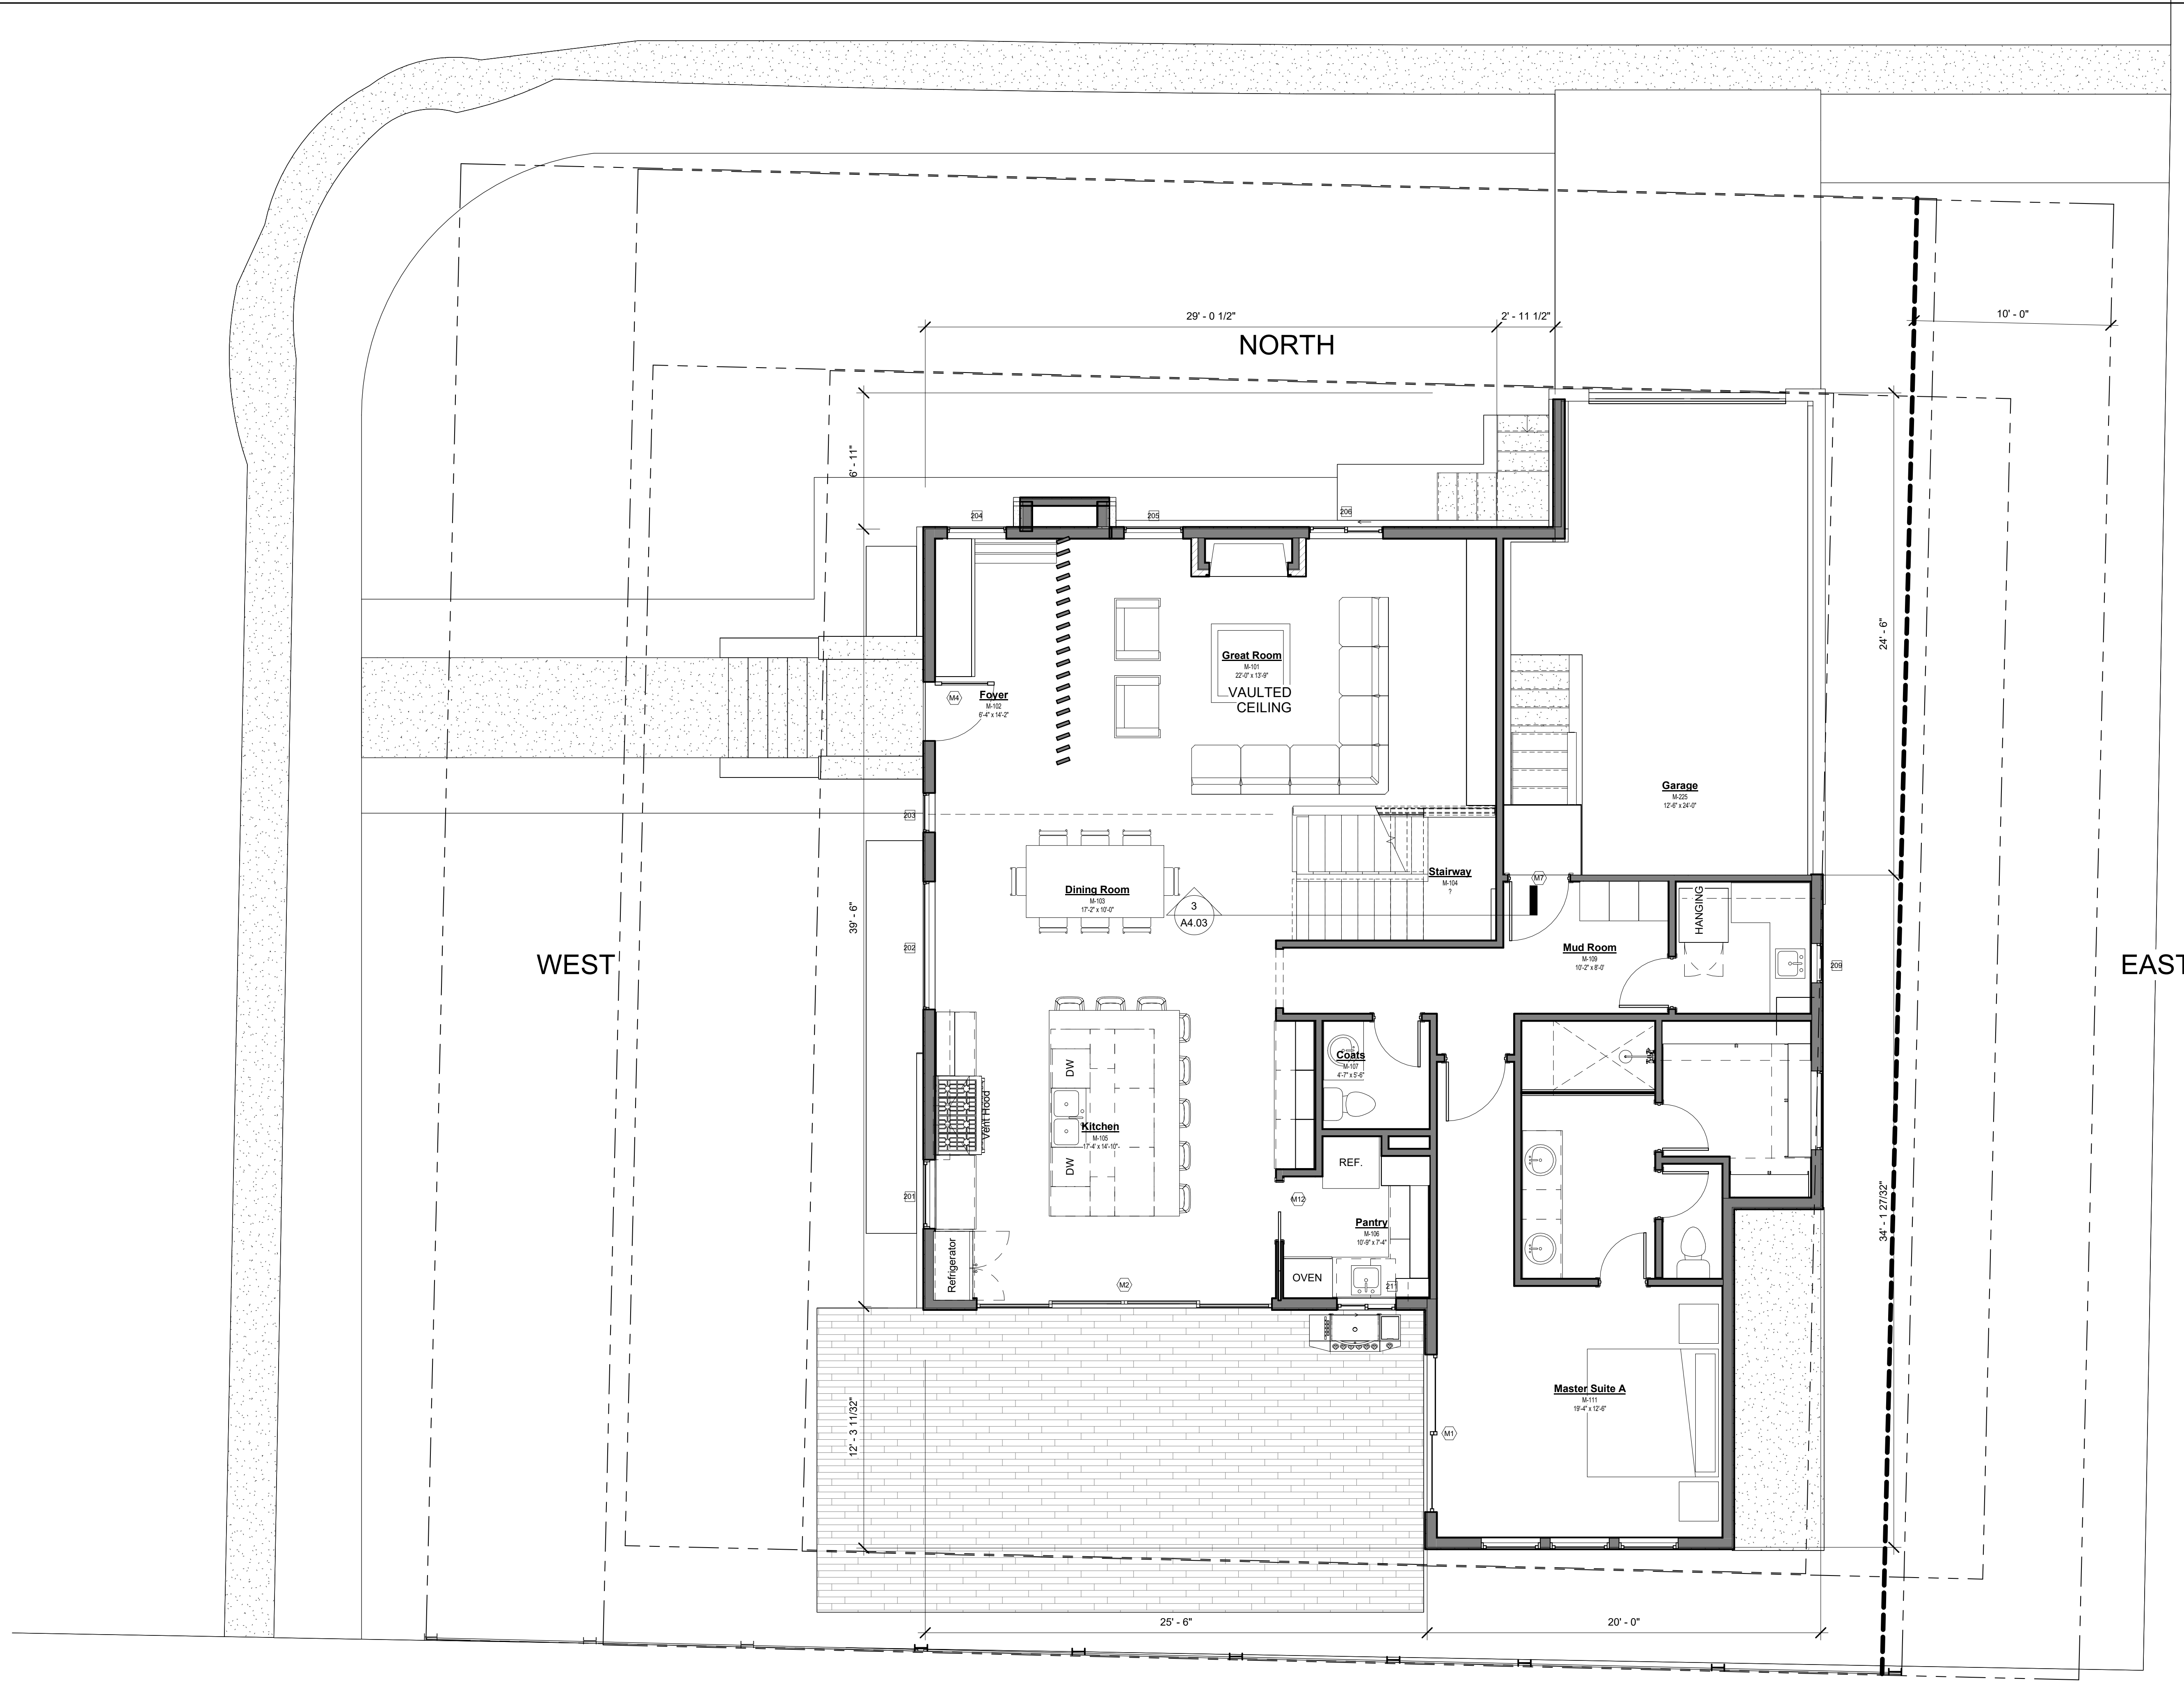 29' - 0 1/2"
2' - 11 1/2"
10' - 0"
NORTH
6' - 11"
204
205
206
24' - 6"
Great Room
M-101
22'-0" x 13'-9"
VAULTED
CEILING
M4
Foyer
M-102
6'-4" x 14'-2"
Garage
M-225
12'-6" x 24'-0"
203
Stairway
M-104
?
M7
Dining Room
M-103
17'-2" x 10'-0"
3
A4.03
HANGING
39' - 6"
202
Mud Room
M-109
10'-2" x 8'-0'
209
WEST
EAST
DW
Coats
M-107
4'-7" x 5'-6"
Vent Hood
Kitchen
M-105
17'-4' x 14'-10"
DW
REF.
201
M12
Pantry
M-106
10'-9" x 7'-4"
34' - 1 27/32"
Refrigerator
M2
OVEN
211
Master Suite A
M-111
19'-4" x 12'-6"
12' - 3 11/32"
M1
25' - 6"
20' - 0"